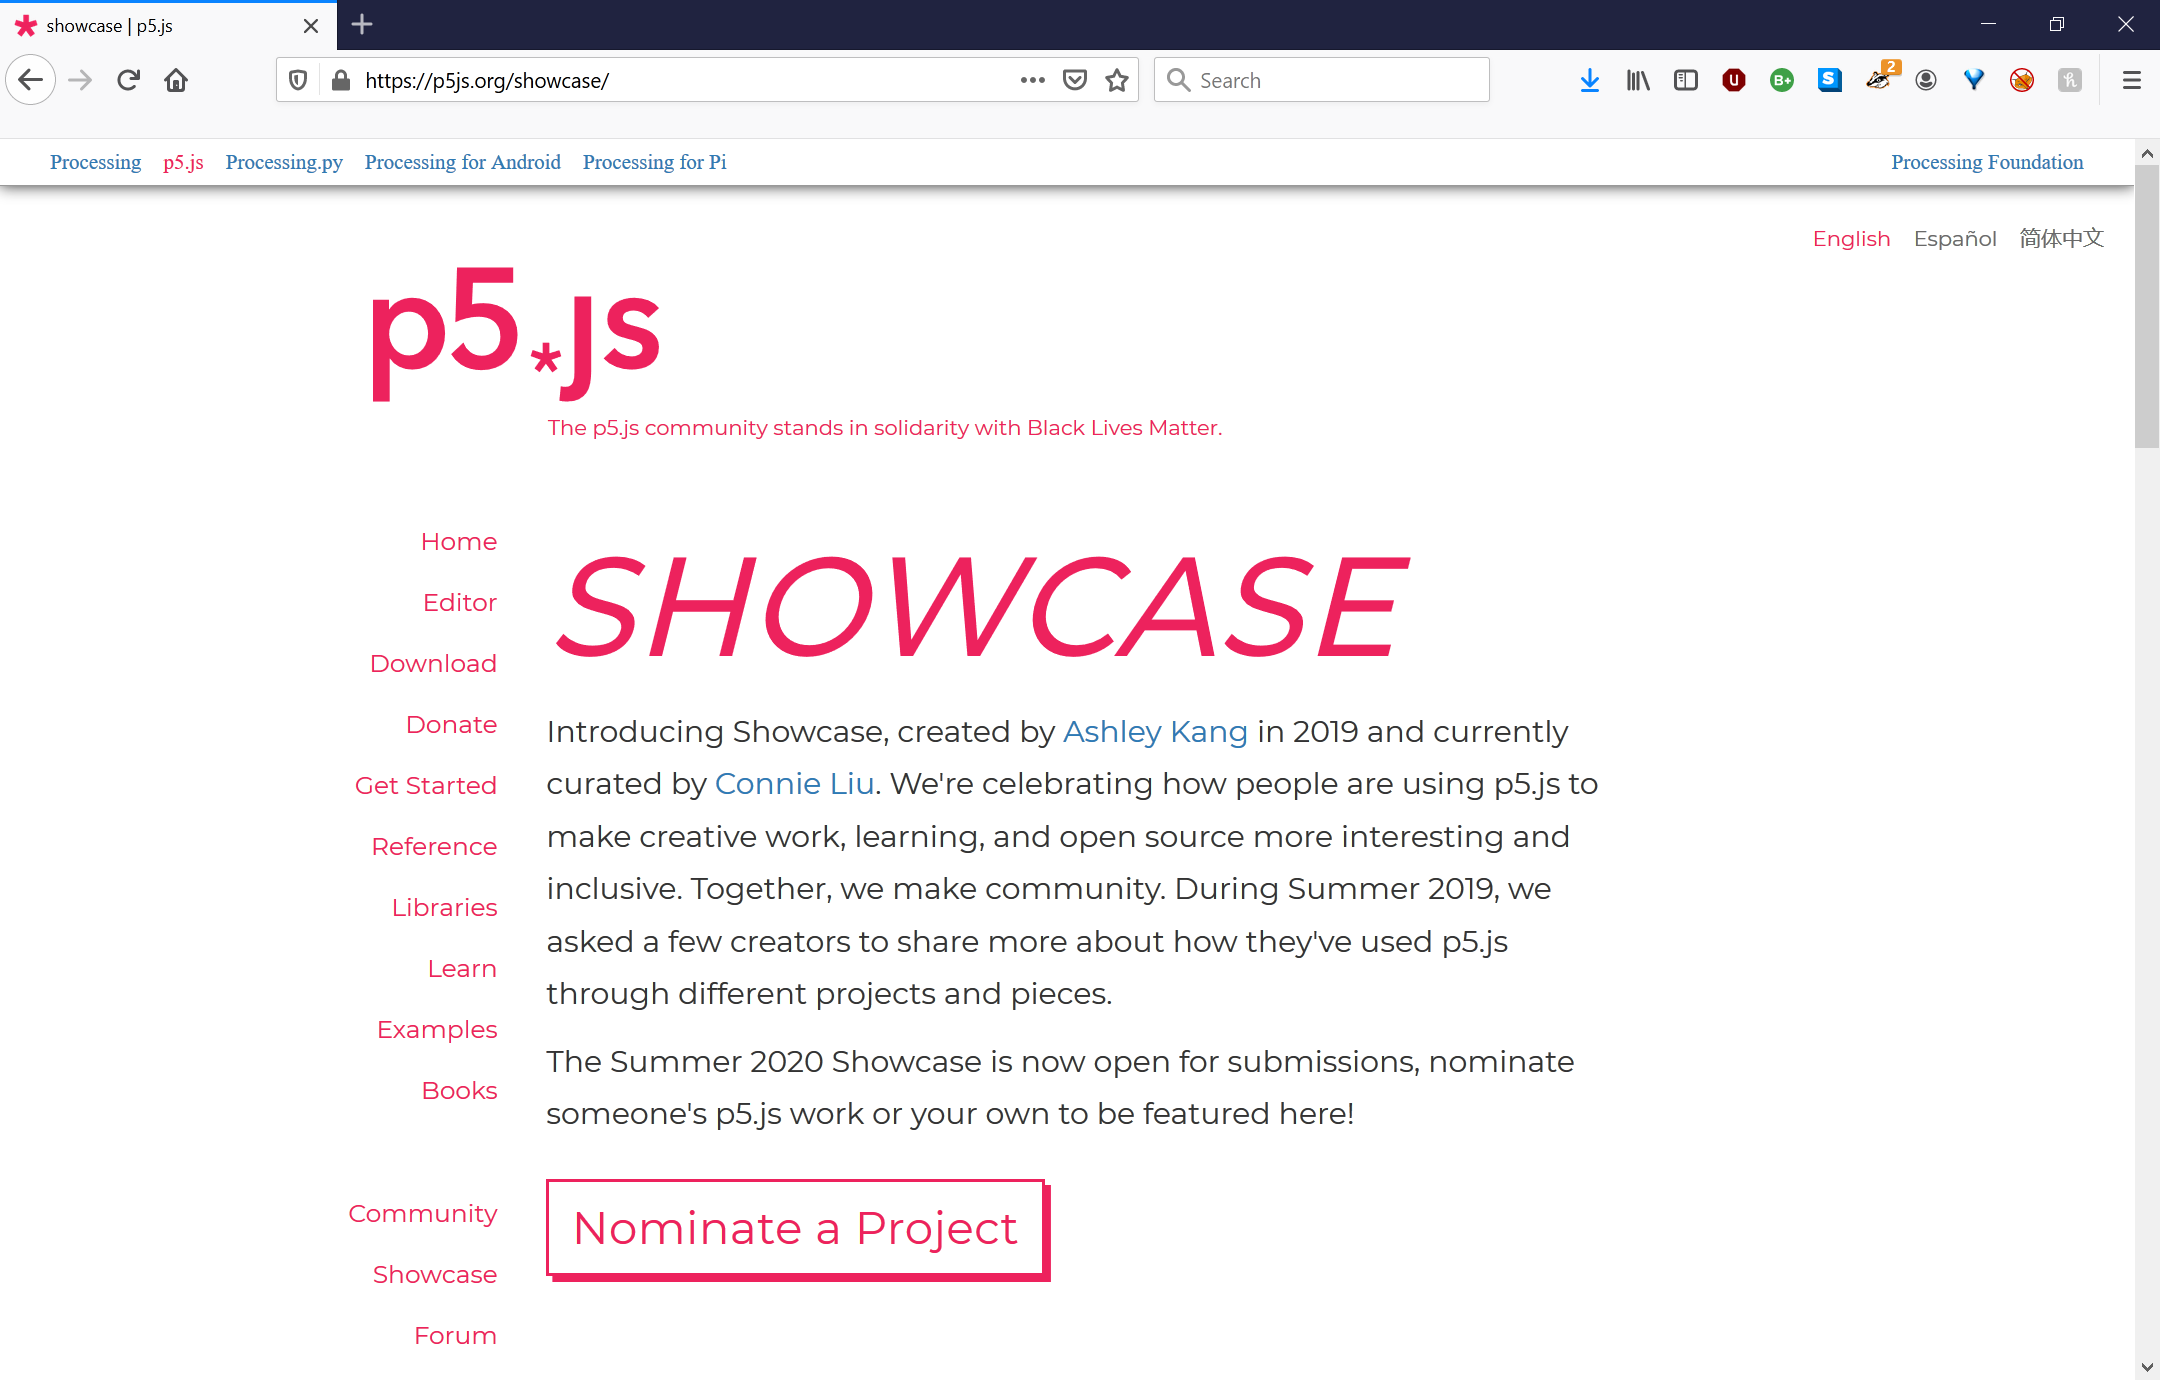 showcase | p5.js
https://p5js.org/showcase/
Search
2
Processing p5.js Processing.py Processing for Android Processing for Pi Processing Foundation
English Español 简体中文
p5*js
The p5.js community stands in solidarity with Black Lives Matter.
Home
Editor
Download
Donate
Get Started
Reference
Libraries
Learn
Examples
Books
Community
Showcase
Forum
SHOWCASE
Introducing Showcase, created by Ashley Kang in 2019 and currently
curated by Connie Liu. We're celebrating how people are using p5.js to
make creative work, learning, and open source more interesting and
inclusive. Together, we make community. During Summer 2019, we
asked a few creators to share more about how they've used p5.js
through different projects and pieces.
The Summer 2020 Showcase is now open for submissions, nominate
someone's p5.js work or your own to be featured here!
Nominate a Project